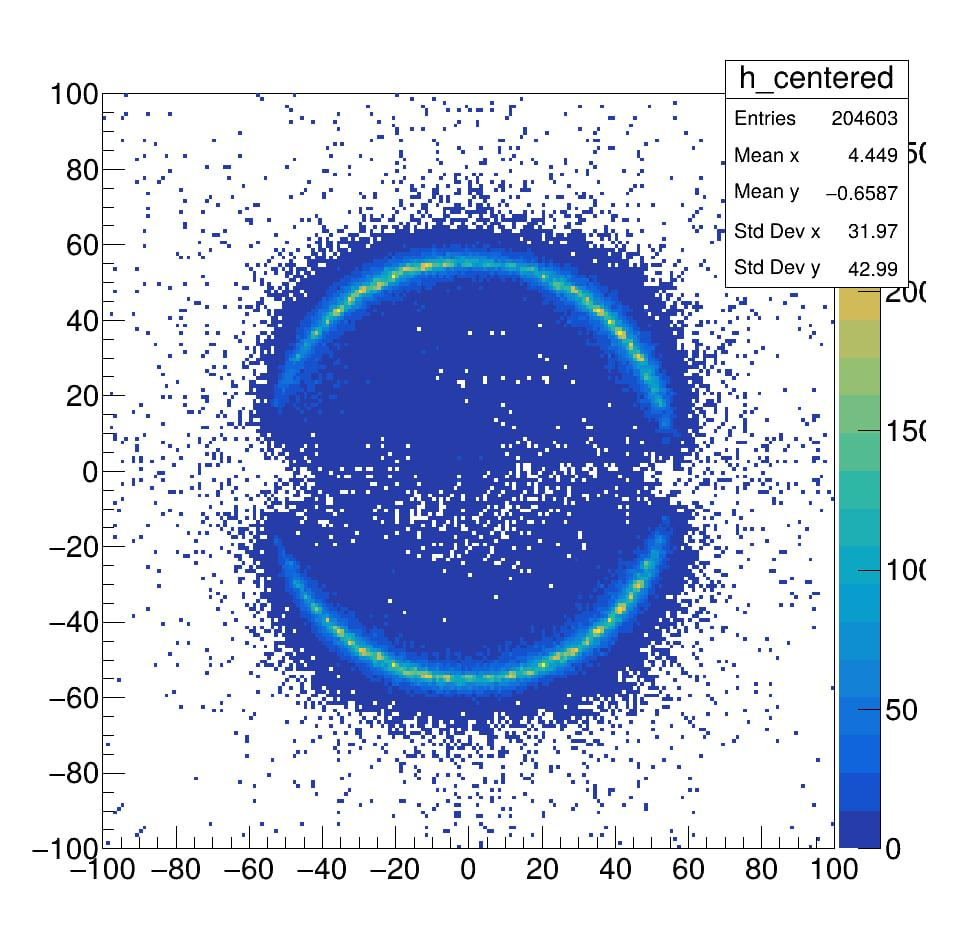 h_centered
Entries 204603
Mean x 4.449
Mean y −0.6587
Std Dev x 31.97
Std Dev y 42.99
100
80
60
40
20
0
−20
−40
−60
−80
−100
−100 −80 −60 −40 −20 0 20 40 60 80 100
200
150
100
50
0